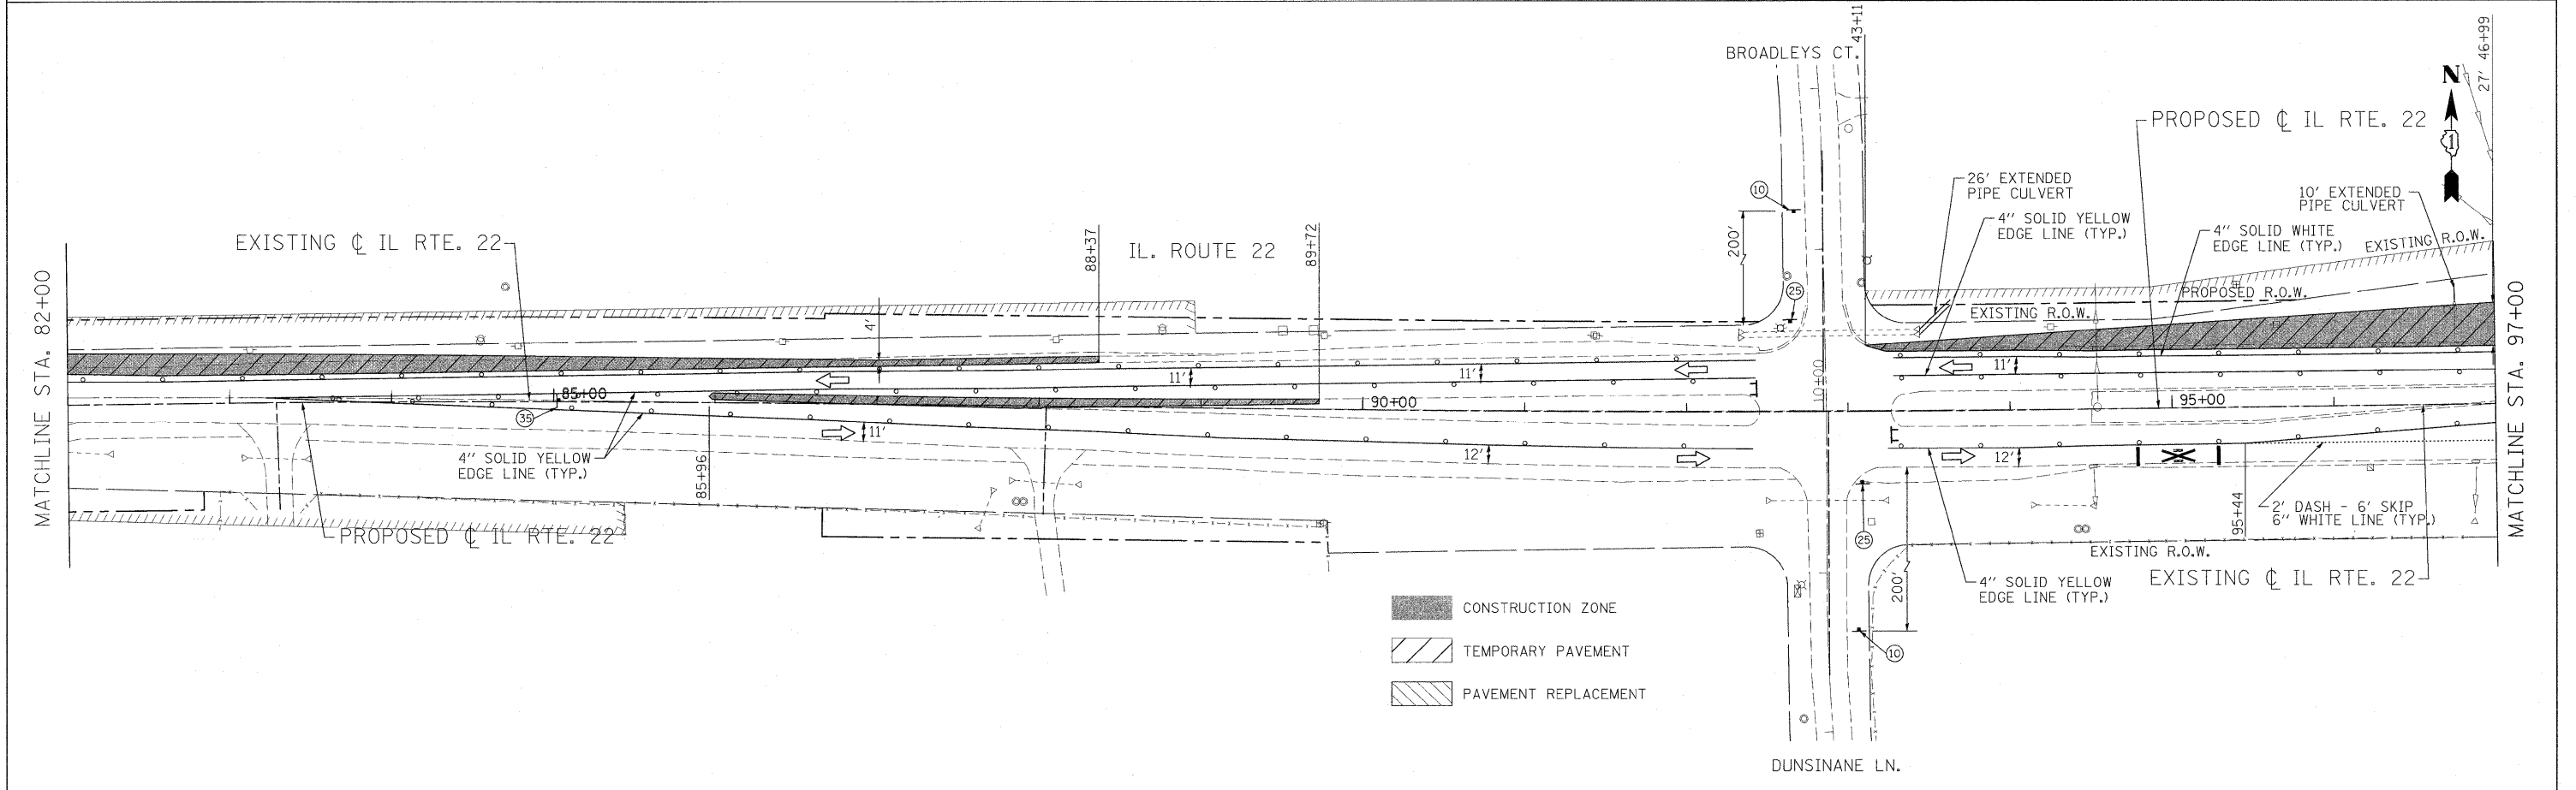 MATCHLINE STA. 82+00
EXISTING ℄ IL RTE. 22
4'
88+37
IL. ROUTE 22
89+72
BROADLEYS CT.
43+11
10
200'
25
PROPOSED ℄ IL RTE. 22
26' EXTENDED
PIPE CULVERT
4" SOLID YELLOW
EDGE LINE (TYP.)
4" SOLID WHITE
EDGE LINE (TYP.)
10' EXTENDED
PIPE CULVERT
EXISTING R.O.W.
N
1
27' 46+99
PROPOSED R.O.W.
EXISTING R.O.W.
MATCHLINE STA. 97+00
35
85+00
11'
11'
90+00
10+00
11'
95+00
4" SOLID YELLOW
EDGE LINE (TYP.)
11'
85+96
12'
12'
PROPOSED ℄ IL RTE. 22
25
200'
10
4" SOLID YELLOW
EDGE LINE (TYP.)
95+44
2' DASH - 6' SKIP
6" WHITE LINE (TYP.)
EXISTING R.O.W.
EXISTING ℄ IL RTE. 22
CONSTRUCTION ZONE
TEMPORARY PAVEMENT
PAVEMENT REPLACEMENT
DUNSINANE LN.